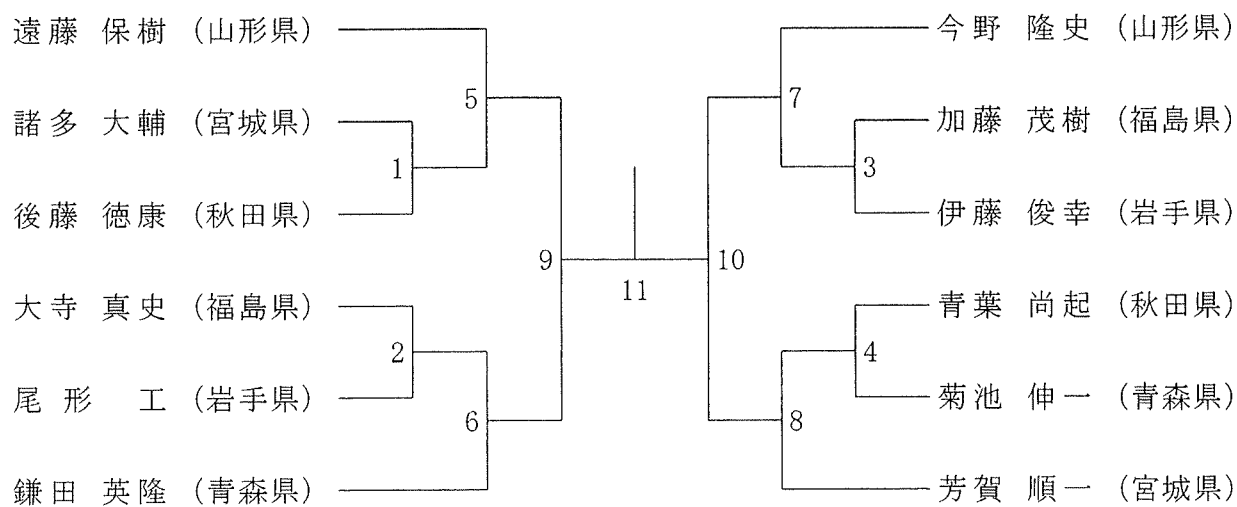 遠藤 保樹 (山形県)
諸多 大輔 (宮城県)
後藤 徳康 (秋田県)
大寺 真史 (福島県)
尾形 工 (岩手県)
鎌田 英隆 (青森県)
1
2
5
6
9
11
10
7
8
3
4
今野 隆史 (山形県)
加藤 茂樹 (福島県)
伊藤 俊幸 (岩手県)
青葉 尚起 (秋田県)
菊池 伸一 (青森県)
芳賀 順一 (宮城県)